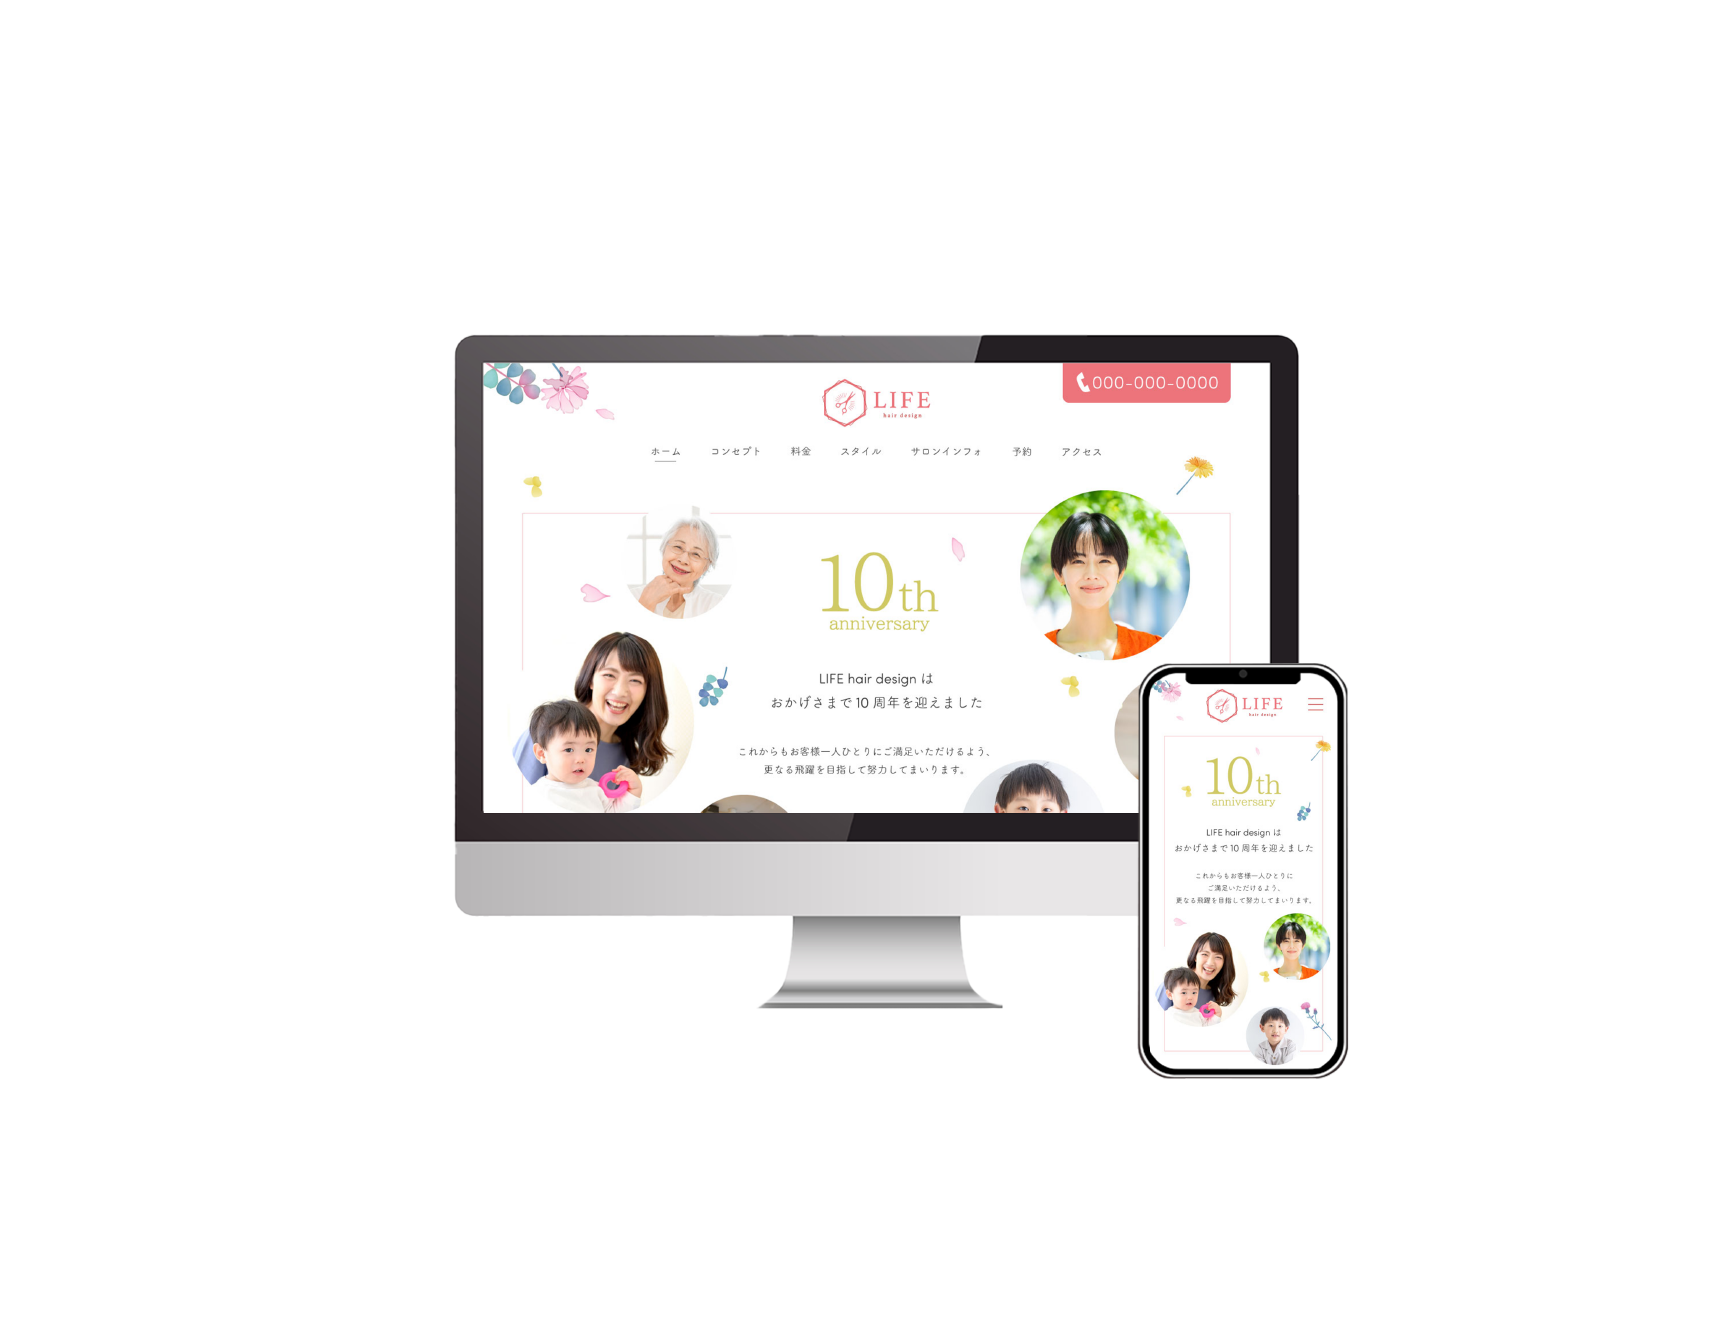 000-000-0000
LIFE
hair design
ホーム コンセプト 料金 スタイル サロンインフォ 予約 アクセス
10th
anniversary
LIFE hair design は
おかげさまで 10 周年を迎えました
これからもお客様一人ひとりにご満足いただけるよう、
更なる飛躍を目指して努力してまいります。
LIFE
hair design
10th
anniversary
LIFE hair design は
おかげさまで 10 周年を迎えました
これからもお客様一人ひとりに
ご満足いただけるよう、
更なる飛躍を目指して努力してまいります。